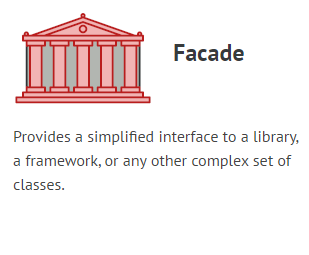 Facade
Provides a simplified interface to a library,
a framework, or any other complex set of
classes.